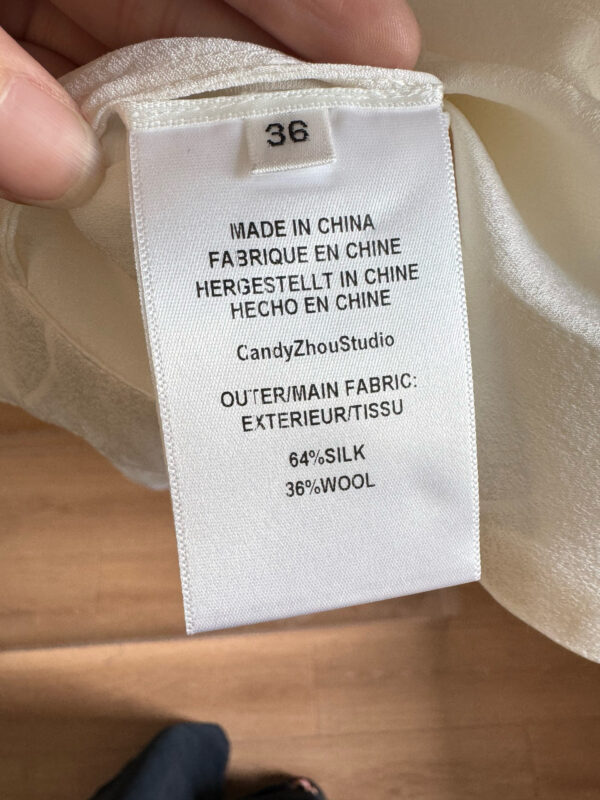 36
MADE IN CHINA
FABRIQUE EN CHINE
HERGESTELLT IN CHINE
HECHO EN CHINE
CandyZhouStudio
OUTER/MAIN FABRIC:
EXTERIEUR/TISSU
64%SILK
36%WOOL